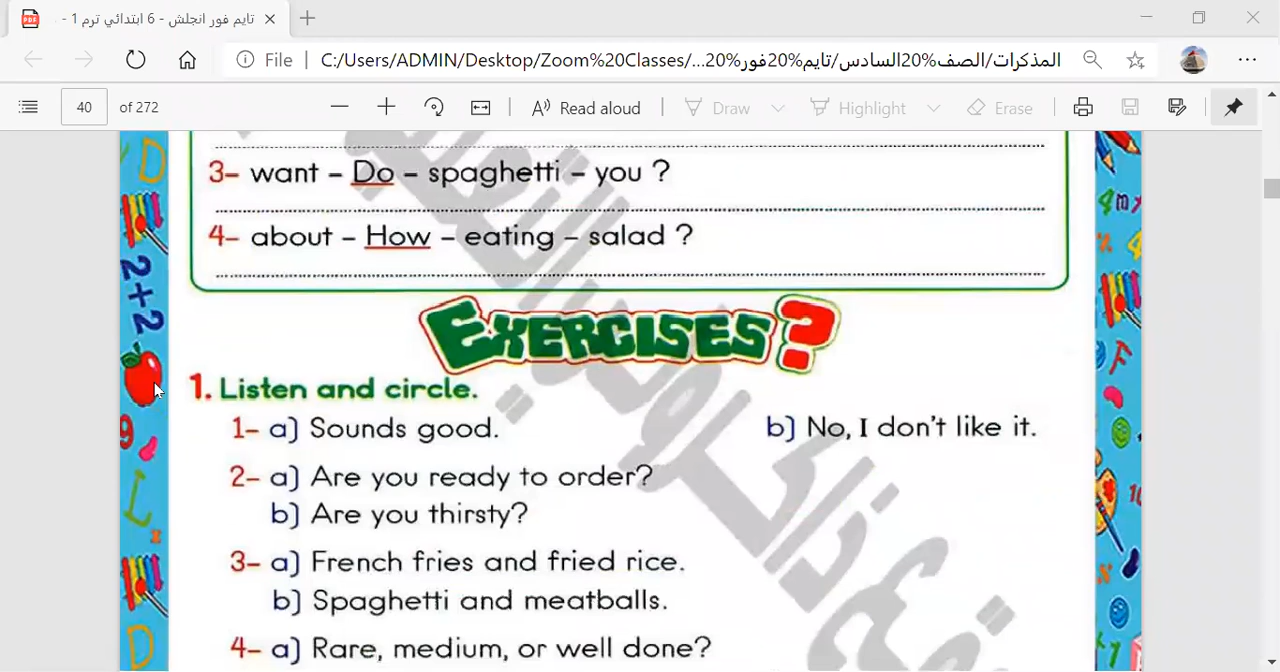 تايم فور انجلش - 6 ابتدائي ترم 1 -
File
C:/Users/ADMIN/Desktop/Zoom%20Classes/المذكرات/الصف%20السادس/تايم%20فور%20...
40 of 272
Read aloud
Draw
Highlight
Erase
3- want - Do - spaghetti - you ?
4- about - How - eating - salad ?
EXERCISES?
1. Listen and circle.
1- a) Sounds good. b) No, I don't like it.
2- a) Are you ready to order?
b) Are you thirsty?
3- a) French fries and fried rice.
b) Spaghetti and meatballs.
4- a) Rare, medium, or well done?